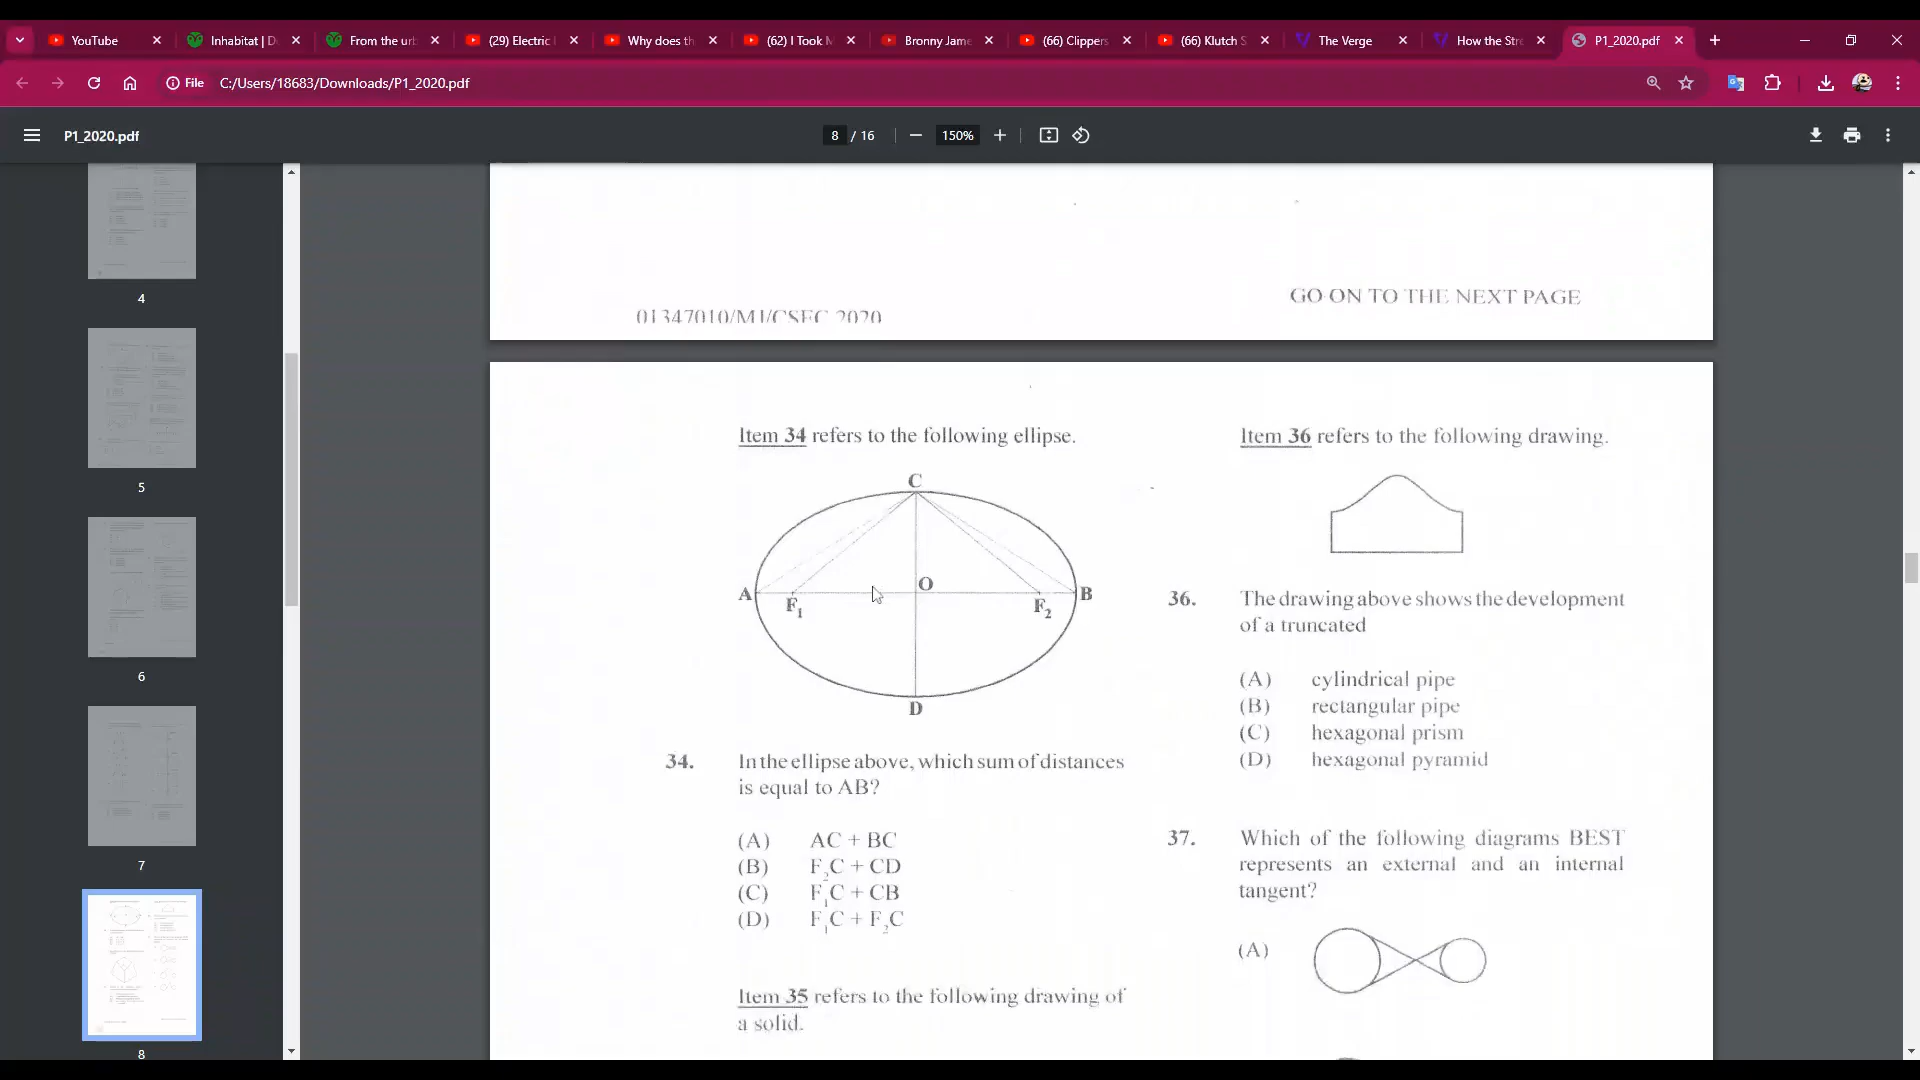 YouTube
Inhabitat | D
From the urb
(29) Electric
Why does th
(62) I Took M
Bronny Jame
(66) Clippers
(66) Klutch S
The Verge
How the Str
P1_2020.pdf
File C:/Users/18683/Downloads/P1_2020.pdf
P1_2020.pdf
8 / 16
150%
4
5
6
7
8
GO ON TO THE NEXT PAGE
01347010/MJ/CSEC 2020
Item 34 refers to the following ellipse.
C
A
F1
O
F2
B
D
34. In the ellipse above, which sum of distances
is equal to AB?
(A) AC + BC
(B) F2C + CD
(C) F1C + CB
(D) F1C + F2C
Item 35 refers to the following drawing of
a solid.
Item 36 refers to the following drawing.
36. The drawing above shows the development
of a truncated
(A) cylindrical pipe
(B) rectangular pipe
(C) hexagonal prism
(D) hexagonal pyramid
37. Which of the following diagrams BEST
represents an external and an internal
tangent?
(A)